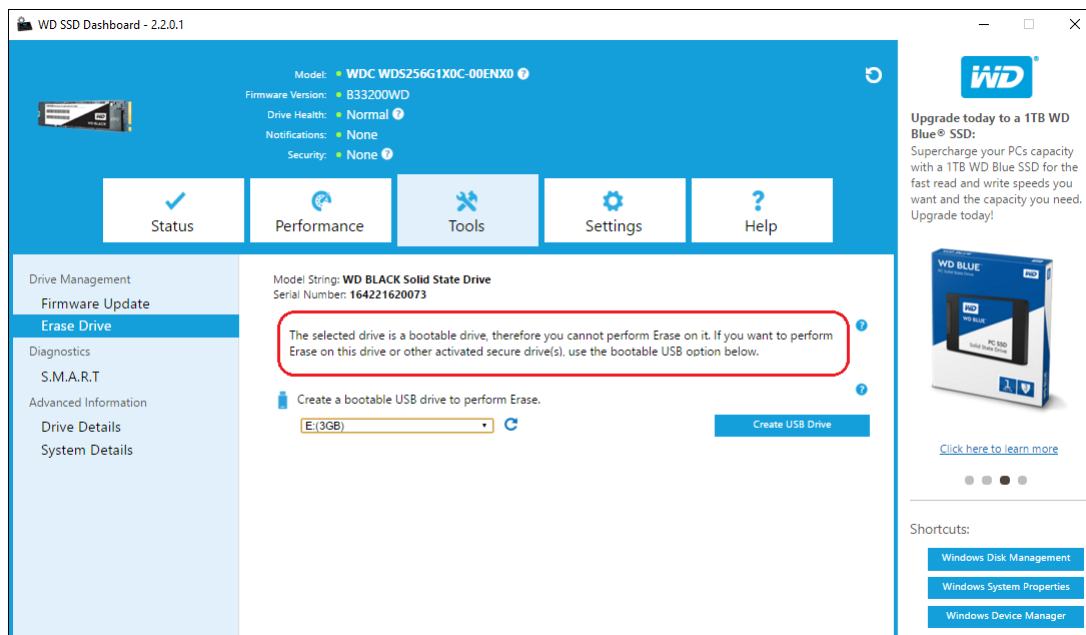 WD SSD Dashboard - 2.2.0.1
Model: WDC WDS256G1X0C-00ENX0 ?
Firmware Version: B33200WD
Drive Health: Normal ?
Notifications: None
Security: None ?
Status
Performance
Tools
Settings
? Help
Drive Management
Firmware Update
Erase Drive
Diagnostics
S.M.A.R.T
Advanced Information
Drive Details
System Details
Model String: WD BLACK Solid State Drive
Serial Number: 164221620073
The selected drive is a bootable drive, therefore you cannot perform Erase on it. If you want to perform
Erase on this drive or other activated secure drive(s), use the bootable USB option below.
?
Create a bootable USB drive to perform Erase.
?
E:(3GB)
Create USB Drive
WD
Upgrade today to a 1TB WD
Blue® SSD:
Supercharge your PCs capacity
with a 1TB WD Blue SSD for the
fast read and write speeds you
want and the capacity you need.
Upgrade today!
WD BLUE
WD
WD
WD BLUE
PC SSD
Solid State Drive
Click here to learn more
Shortcuts:
Windows Disk Management
Windows System Properties
Windows Device Manager